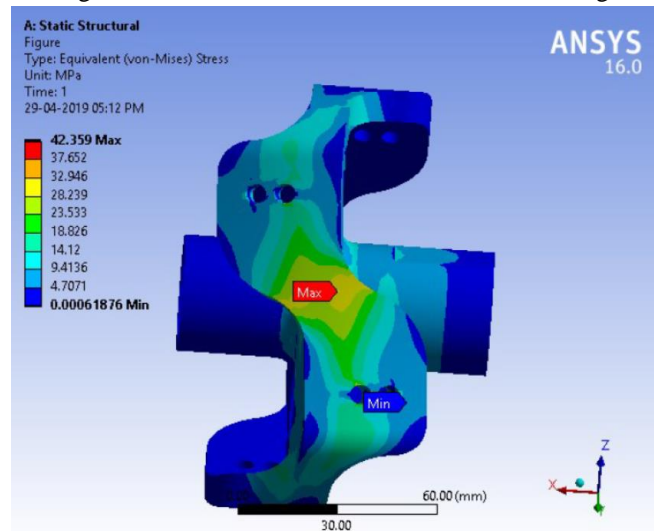 A: Static Structural
Figure
Type: Equivalent (von-Mises) Stress
Unit: MPa
Time: 1
29-04-2019 05:12 PM
ANSYS
16.0
42.359 Max
37.652
32.946
28.239
23.533
18.826
14.12
9.4136
4.7071
0.00061876 Min
Max
Min
60.00 (mm)
30.00
Z
X
Y